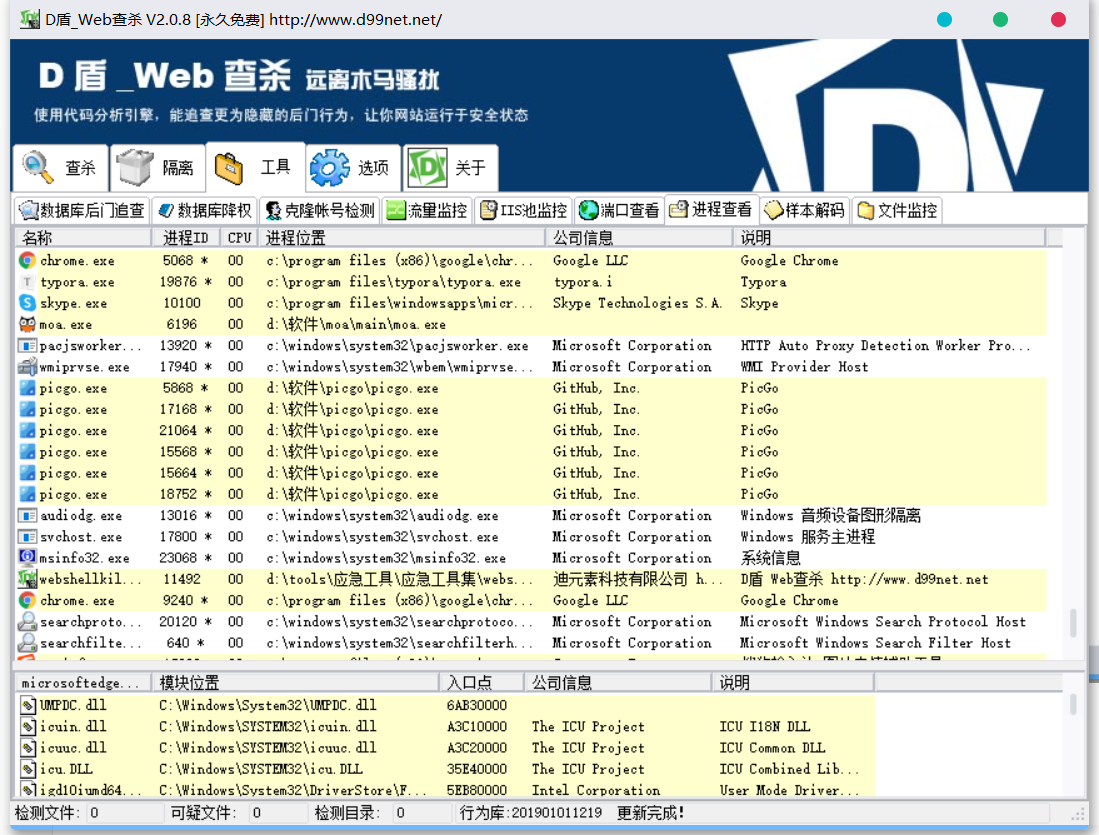 D盾_Web查杀 V2.0.8 [永久免费] http://www.d99net.net/
D 盾 _Web 查杀 远离木马骚扰
使用代码分析引擎，能追查更为隐藏的后门行为，让你网站运行于安全状态
查杀 隔离 工具 选项 关于
数据库后门追查 数据库降权 克隆帐号检测 流量监控 IIS池监控 端口查看 进程查看 样本解码 文件监控
名称 进程ID CPU 进程位置 公司信息 说明
chrome.exe 5068 * 00 c:\program files (x86)\google\chr... Google LLC Google Chrome
typora.exe 19876 * 00 c:\program files\typora\typora.exe typora.i Typora
skype.exe 10100 00 c:\program files\windowsapps\micr... Skype Technologies S.A. Skype
moa.exe 6196 00 d:\软件\moa\main\moa.exe
pacjsworker... 13920 * 00 c:\windows\system32\pacjsworker.exe Microsoft Corporation HTTP Auto Proxy Detection Worker Pro...
wmiprvse.exe 17940 * 00 c:\windows\system32\wbem\wmiprvse... Microsoft Corporation WMI Provider Host
picgo.exe 5868 * 00 d:\软件\picgo\picgo.exe GitHub, Inc. PicGo
picgo.exe 17168 * 00 d:\软件\picgo\picgo.exe GitHub, Inc. PicGo
picgo.exe 21064 * 00 d:\软件\picgo\picgo.exe GitHub, Inc. PicGo
picgo.exe 15568 * 00 d:\软件\picgo\picgo.exe GitHub, Inc. PicGo
picgo.exe 15664 * 00 d:\软件\picgo\picgo.exe GitHub, Inc. PicGo
picgo.exe 18752 * 00 d:\软件\picgo\picgo.exe GitHub, Inc. PicGo
audiodg.exe 13016 * 00 c:\windows\system32\audiodg.exe Microsoft Corporation Windows 音频设备图形隔离
svchost.exe 17800 * 00 c:\windows\system32\svchost.exe Microsoft Corporation Windows 服务主进程
msinfo32.exe 23068 * 00 c:\windows\system32\msinfo32.exe Microsoft Corporation 系统信息
webshellkil... 11492 00 d:\tools\应急工具\应急工具集\webs... 迪元素科技有限公司 h... D盾 Web查杀 http://www.d99net.net
chrome.exe 9240 * 00 c:\program files (x86)\google\chr... Google LLC Google Chrome
searchproto... 20120 * 00 c:\windows\system32\searchprotoco... Microsoft Corporation Microsoft Windows Search Protocol Host
searchfilte... 640 * 00 c:\windows\system32\searchfilterh... Microsoft Corporation Microsoft Windows Search Filter Host
microsoftedge... 模块位置 入口点 公司信息 说明
UMPDC.dll C:\Windows\System32\UMPDC.dll 6AB30000
icuin.dll C:\Windows\SYSTEM32\icuin.dll A3C10000 The ICU Project ICU I18N DLL
icuuc.dll C:\Windows\SYSTEM32\icuuc.dll A3C20000 The ICU Project ICU Common DLL
icu.DLL C:\Windows\SYSTEM32\icu.DLL 35E40000 The ICU Project ICU Combined Lib...
igd10iumd64... C:\Windows\System32\DriverStore\F... 5EB80000 Intel Corporation User Mode Driver...
检测文件: 0 可疑文件: 0 检测目录: 0 行为库:201901011219 更新完成!